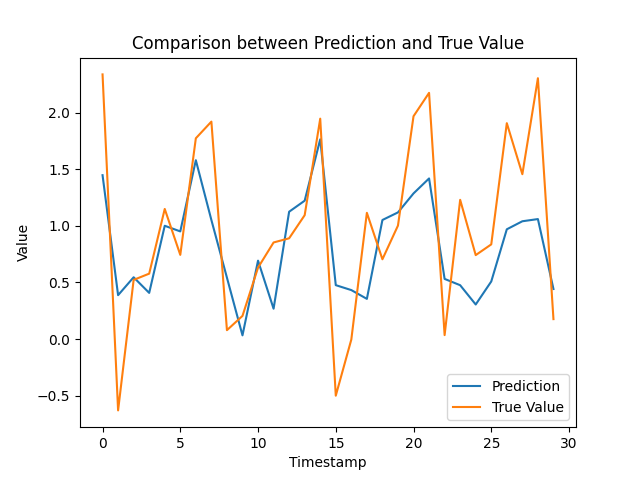 Comparison between Prediction and True Value
Value
2.0
1.5
1.0
0.5
0.0
−0.5
Prediction
True Value
0 5 10 15 20 25 30
Timestamp